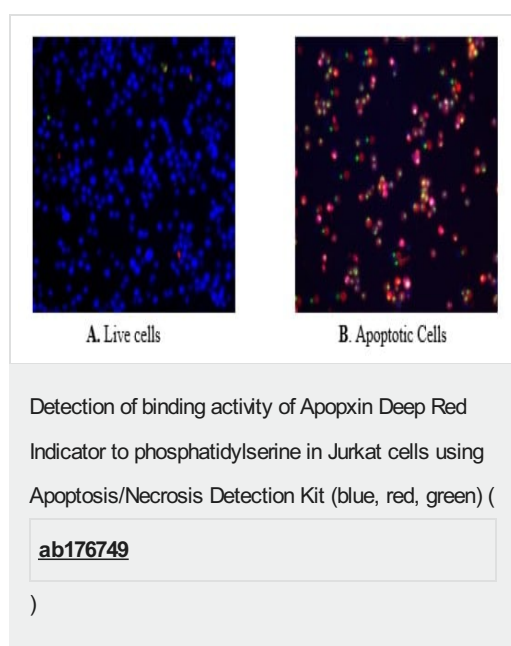 A. Live cells
B. Apoptotic Cells
Detection of binding activity of Apopxin Deep Red
Indicator to phosphatidylserine in Jurkat cells using
Apoptosis/Necrosis Detection Kit (blue, red, green) (
ab176749
)